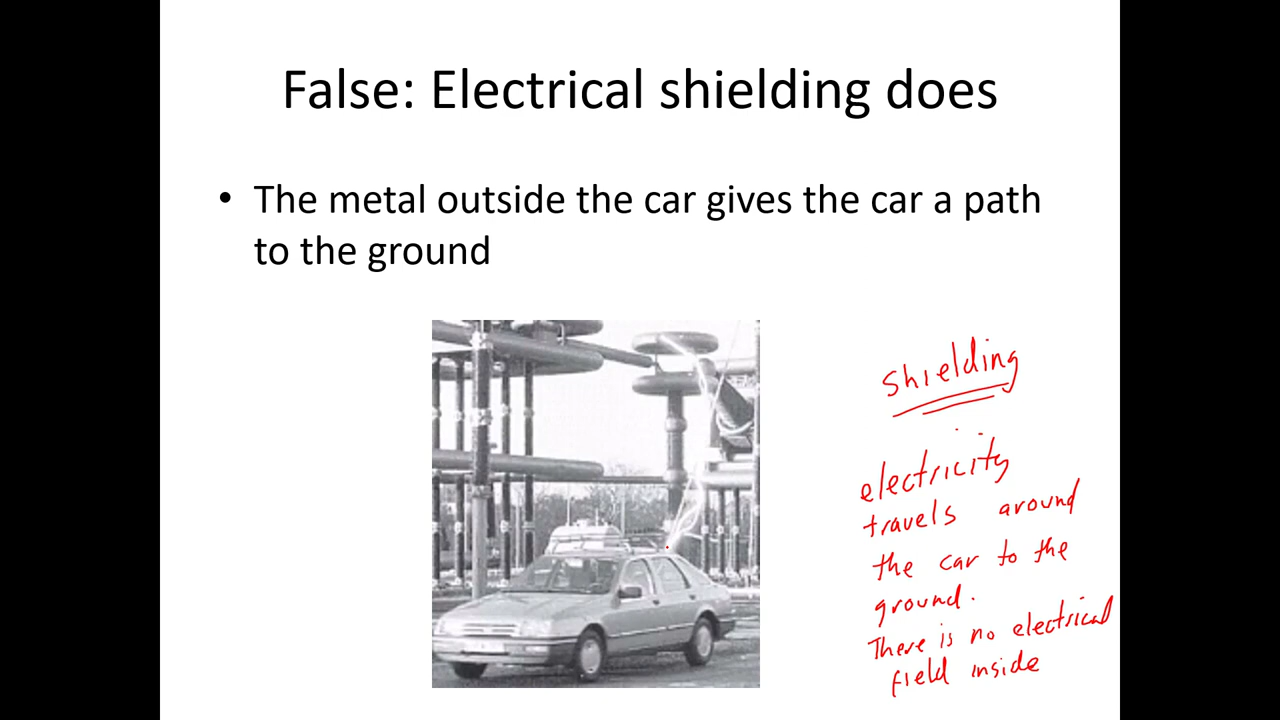 False: Electrical shielding does
• The metal outside the car gives the car a path
to the ground
shielding
electricity
travels around
the car to the
ground.
There is no electrical
field inside